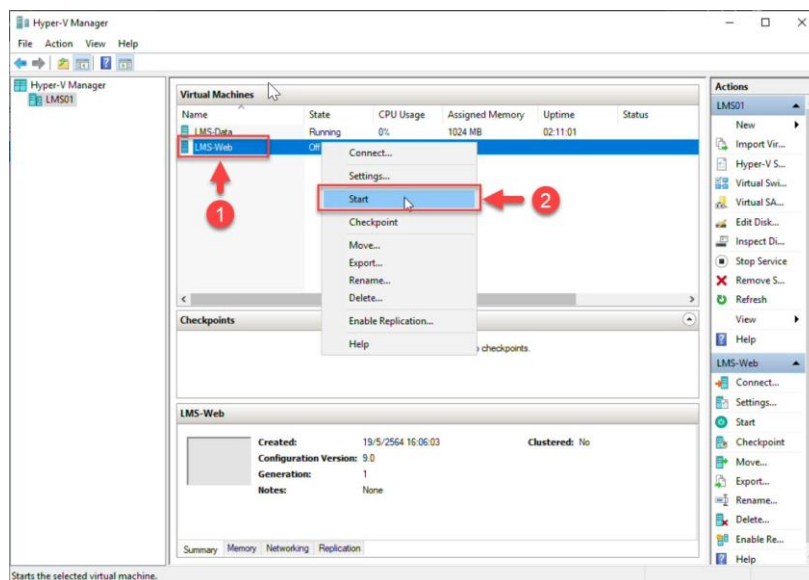 Hyper-V Manager
File Action View Help
Hyper-V Manager
LMS01
Virtual Machines
Name State CPU Usage Assigned Memory Uptime Status
LMS-Data Running 0% 1024 MB 02:11:01
LMS-Web Off
1
Connect...
Settings...
Start
2
Checkpoint
Move...
Export...
Rename...
Delete...
Enable Replication...
Help
Checkpoints
checkpoints.
LMS-Web
Created: 19/5/2564 16:06:03 Clustered: No
Configuration Version: 9.0
Generation: 1
Notes: None
Summary Memory Networking Replication
Actions
LMS01
New
Import Vir...
Hyper-V S...
Virtual Swi...
Virtual SA...
Edit Disk...
Inspect Di...
Stop Service
Remove S...
Refresh
View
Help
LMS-Web
Connect...
Settings...
Start
Checkpoint
Move...
Export...
Rename...
Delete...
Enable Re...
Help
Starts the selected virtual machine.